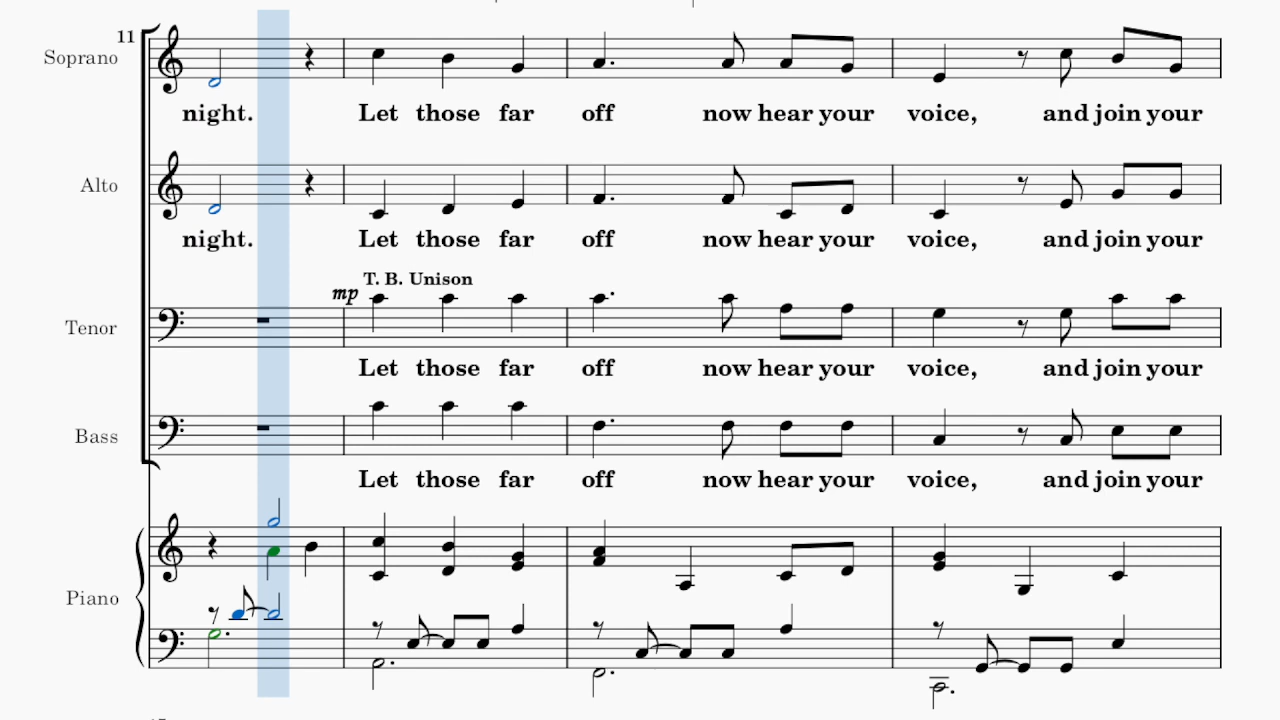 11
Soprano
night. Let those far off now hear your voice, and join your
Alto
night. Let those far off now hear your voice, and join your
T. B. Unison
mp
Tenor
Let those far off now hear your voice, and join your
Bass
Let those far off now hear your voice, and join your
Piano